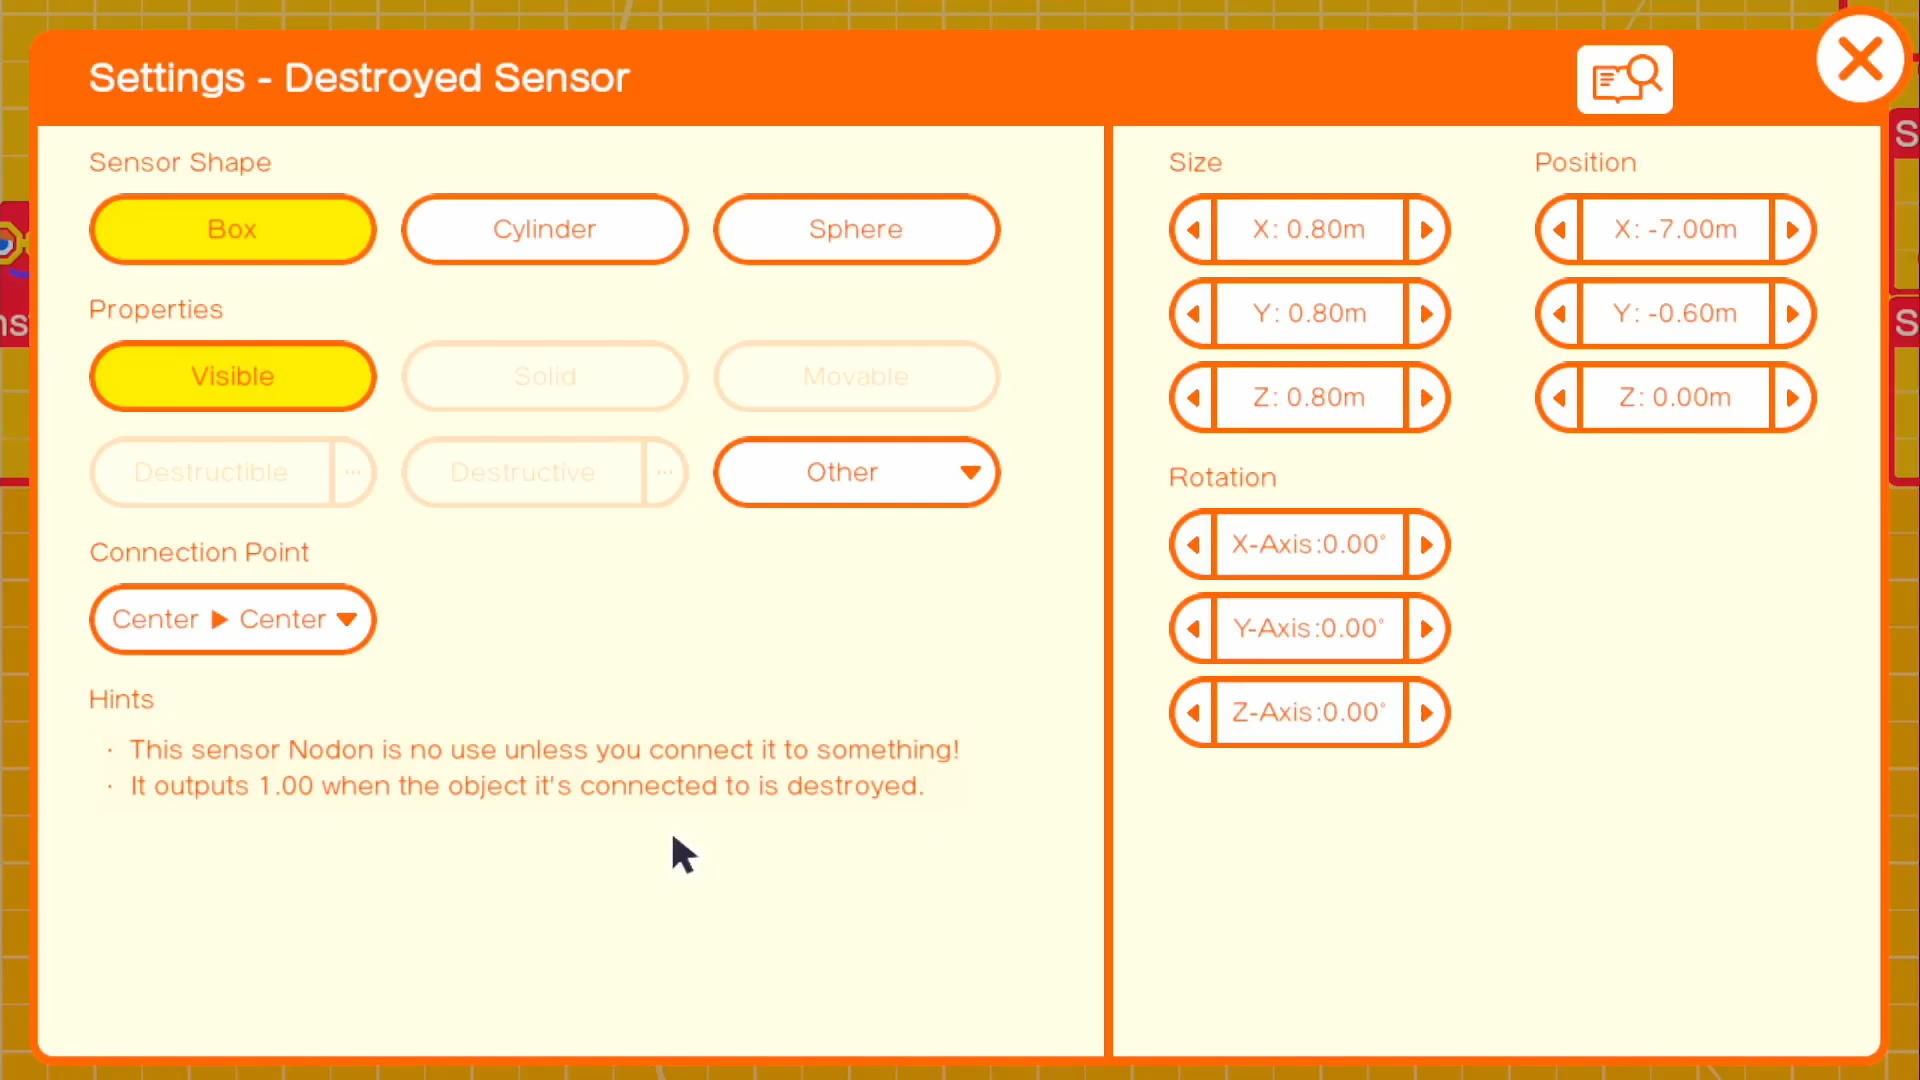 Settings - Destroyed Sensor
Sensor Shape
Box
Cylinder
Sphere
Properties
Visible
Solid
Movable
Destructible
...
Destructive
...
Other
Connection Point
Center ▶ Center
Hints
· This sensor Nodon is no use unless you connect it to something!
· It outputs 1.00 when the object it's connected to is destroyed.
Size
X: 0.80m
Y: 0.80m
Z: 0.80m
Position
X: -7.00m
Y: -0.60m
Z: 0.00m
Rotation
X-Axis:0.00°
Y-Axis:0.00°
Z-Axis:0.00°